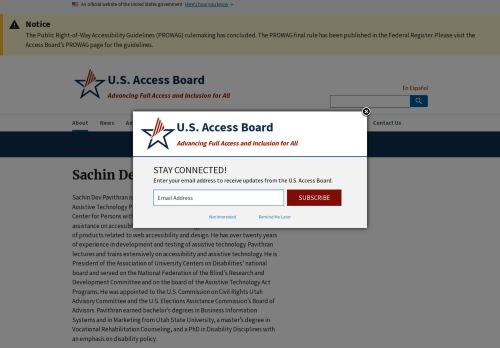 An official website of the United States government Here's how you know
Notice
The Public Right-of-Way Accessibility Guidelines (PROWAG) rulemaking has concluded. The PROWAG final rule has been published in the Federal Register. Please visit the
Access Board's PROWAG page for the guidelines.
U.S. Access Board
Advancing Full Access and Inclusion for All
En Español
About News Contact Us
U.S. Access Board
Advancing Full Access and Inclusion for All
STAY CONNECTED!
Enter your email address to receive updates from the U.S. Access Board.
Email Address SUBSCRIBE
Not Interested Remind Me Later
Sachin De
Sachin Dev Pavithran is
Assistive Technology P
Center for Persons with
assistance on accessib
of products related to web accessibility and design. He has over twenty years
of experience in development and testing of assistive technology. Pavithran
lectures and trains extensively on accessibility and assistive technology. He is
President of the Association of University Centers on Disabilities' national
board and served on the National Federation of the Blind's Research and
Development Committee and on the board of the Assistive Technology Act
Programs. He was appointed to the U.S. Commission on Civil Rights Utah
Advisory Committee and the U.S. Elections Assistance Commission's Board of
Advisors. Pavithran earned bachelor's degrees in Business Information
Systems and in Marketing from Utah State University, a master's degree in
Vocational Rehabilitation Counseling, and a PhD in Disability Disciplines with
an emphasis on disability policy.